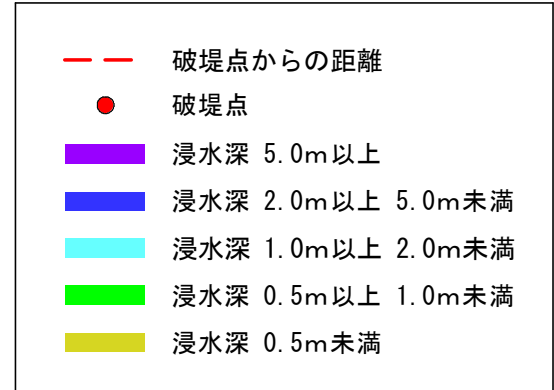 破堤点からの距離
破堤点
浸水深 5.0m以上
浸水深 2.0m以上 5.0m未満
浸水深 1.0m以上 2.0m未満
浸水深 0.5m以上 1.0m未満
浸水深 0.5m未満